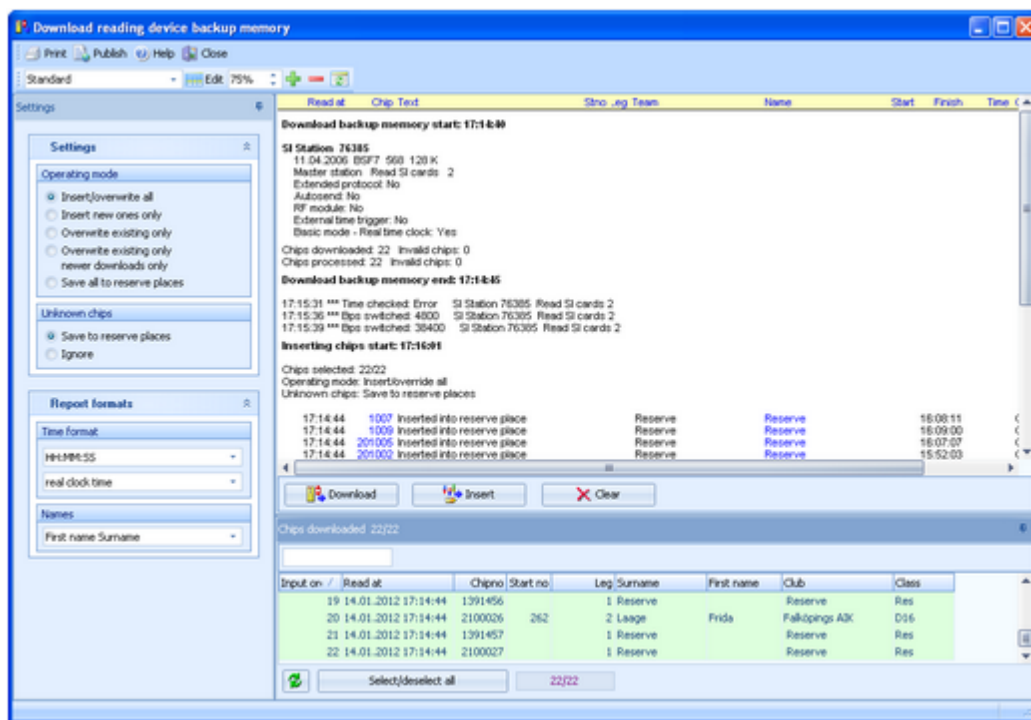 Download reading device backup memory
Print Publish Help Close
Standard Edit 75%
Settings
Settings
Operating mode
Insert/overwrite all
Insert new ones only
Overwrite existing only
Overwrite existing only
newer downloads only
Save all to reserve places
Unknown chips
Save to reserve places
Ignore
Report formats
Time format
HH:MM:SS
real clock time
Names
First name Surname
Read at Chip Text Stno Leg Team Name Start Finish Time
Download backup memory start: 17:14:40
SI Station 76385
11.04.2006 BSF7 568 128 K
Master station Read SI cards 2
Extended protocol: No
Autosend: No
RF module: No
External time trigger: No
Basic mode - Real time clock: Yes
Chips downloaded: 22 Invalid chips: 0
Chips processed: 22 Invalid chips: 0
Download backup memory end: 17:14:45
17:15:31 *** Time checked: Error SI Station 76385 Read SI cards 2
17:15:36 *** Bps switched: 4800 SI Station 76385 Read SI cards 2
17:15:39 *** Bps switched: 38400 SI Station 76385 Read SI cards 2
Inserting chips start: 17:16:01
Chips selected: 22/22
Operating mode: Insert/override all
Unknown chips: Save to reserve places
17:14:44 1007 Inserted into reserve place Reserve Reserve 16:08:11
17:14:44 1009 Inserted into reserve place Reserve Reserve 16:09:00
17:14:44 201005 Inserted into reserve place Reserve Reserve 16:07:07
17:14:44 201002 Inserted into reserve place Reserve Reserve 15:52:03
Download Insert Clear
Chips downloaded 22/22
Input on Read at Chipno Start no Leg Surname First name Club Class
19 14.01.2012 17:14:44 1391456 1 Reserve Reserve Res
20 14.01.2012 17:14:44 2100026 262 2 Laage Frida Falköpings AIK D16
21 14.01.2012 17:14:44 1391457 1 Reserve Reserve Res
22 14.01.2012 17:14:44 2100027 1 Reserve Reserve Res
Select/deselect all 22/22